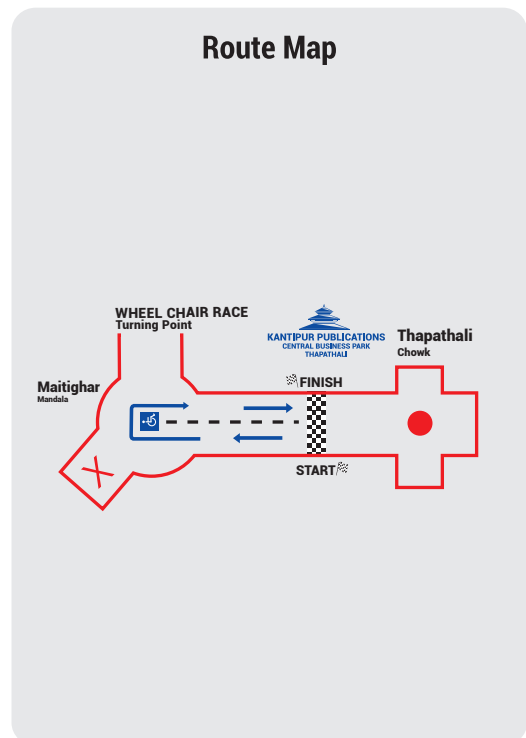 Route Map
WHEEL CHAIR RACE
Turning Point
KANTIPUR PUBLICATIONS
CENTRAL BUSINESS PARK
THAPATHALI
Thapathali
Chowk
Maitighar
Mandala
FINISH
START